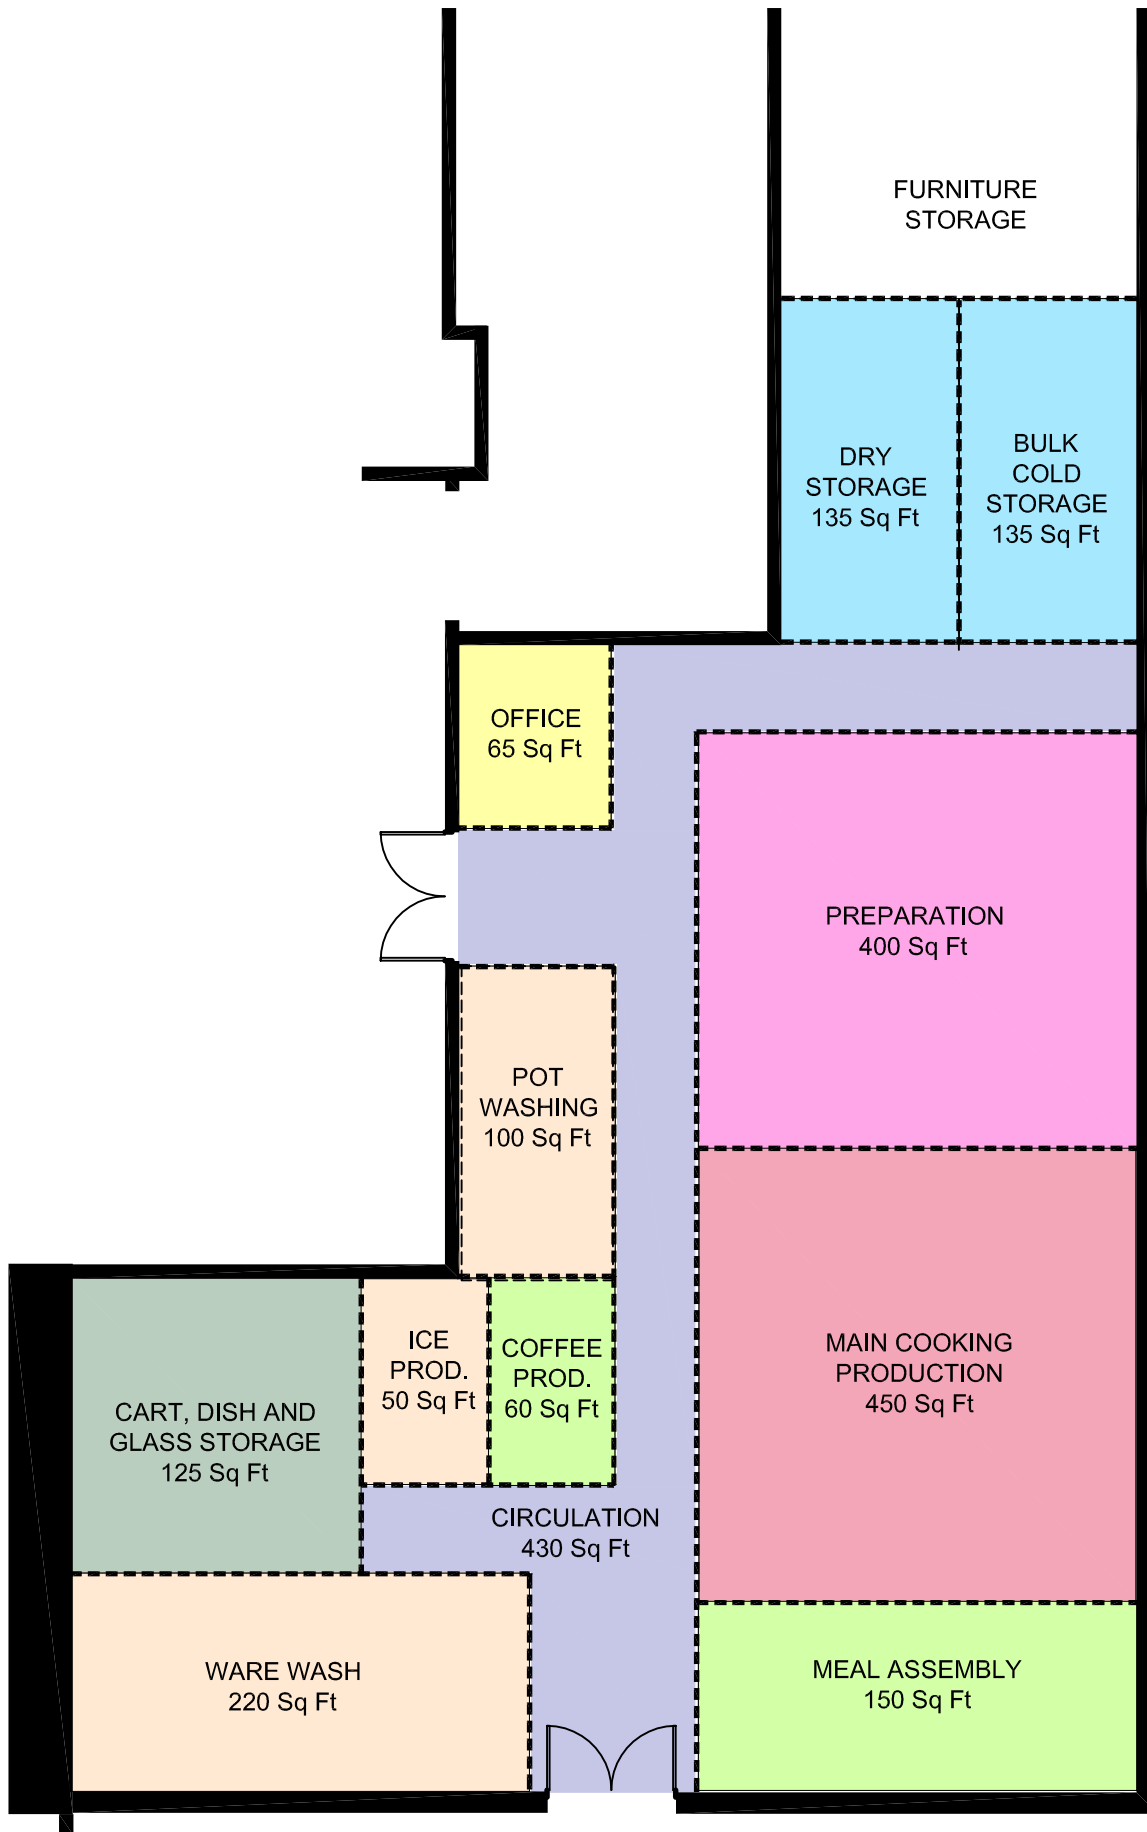 FURNITURE
STORAGE
DRY
STORAGE
135 Sq Ft
BULK
COLD
STORAGE
135 Sq Ft
OFFICE
65 Sq Ft
PREPARATION
400 Sq Ft
POT
WASHING
100 Sq Ft
ICE
PROD.
50 Sq Ft
COFFEE
PROD.
60 Sq Ft
MAIN COOKING
PRODUCTION
450 Sq Ft
CART, DISH AND
GLASS STORAGE
125 Sq Ft
CIRCULATION
430 Sq Ft
WARE WASH
220 Sq Ft
MEAL ASSEMBLY
150 Sq Ft